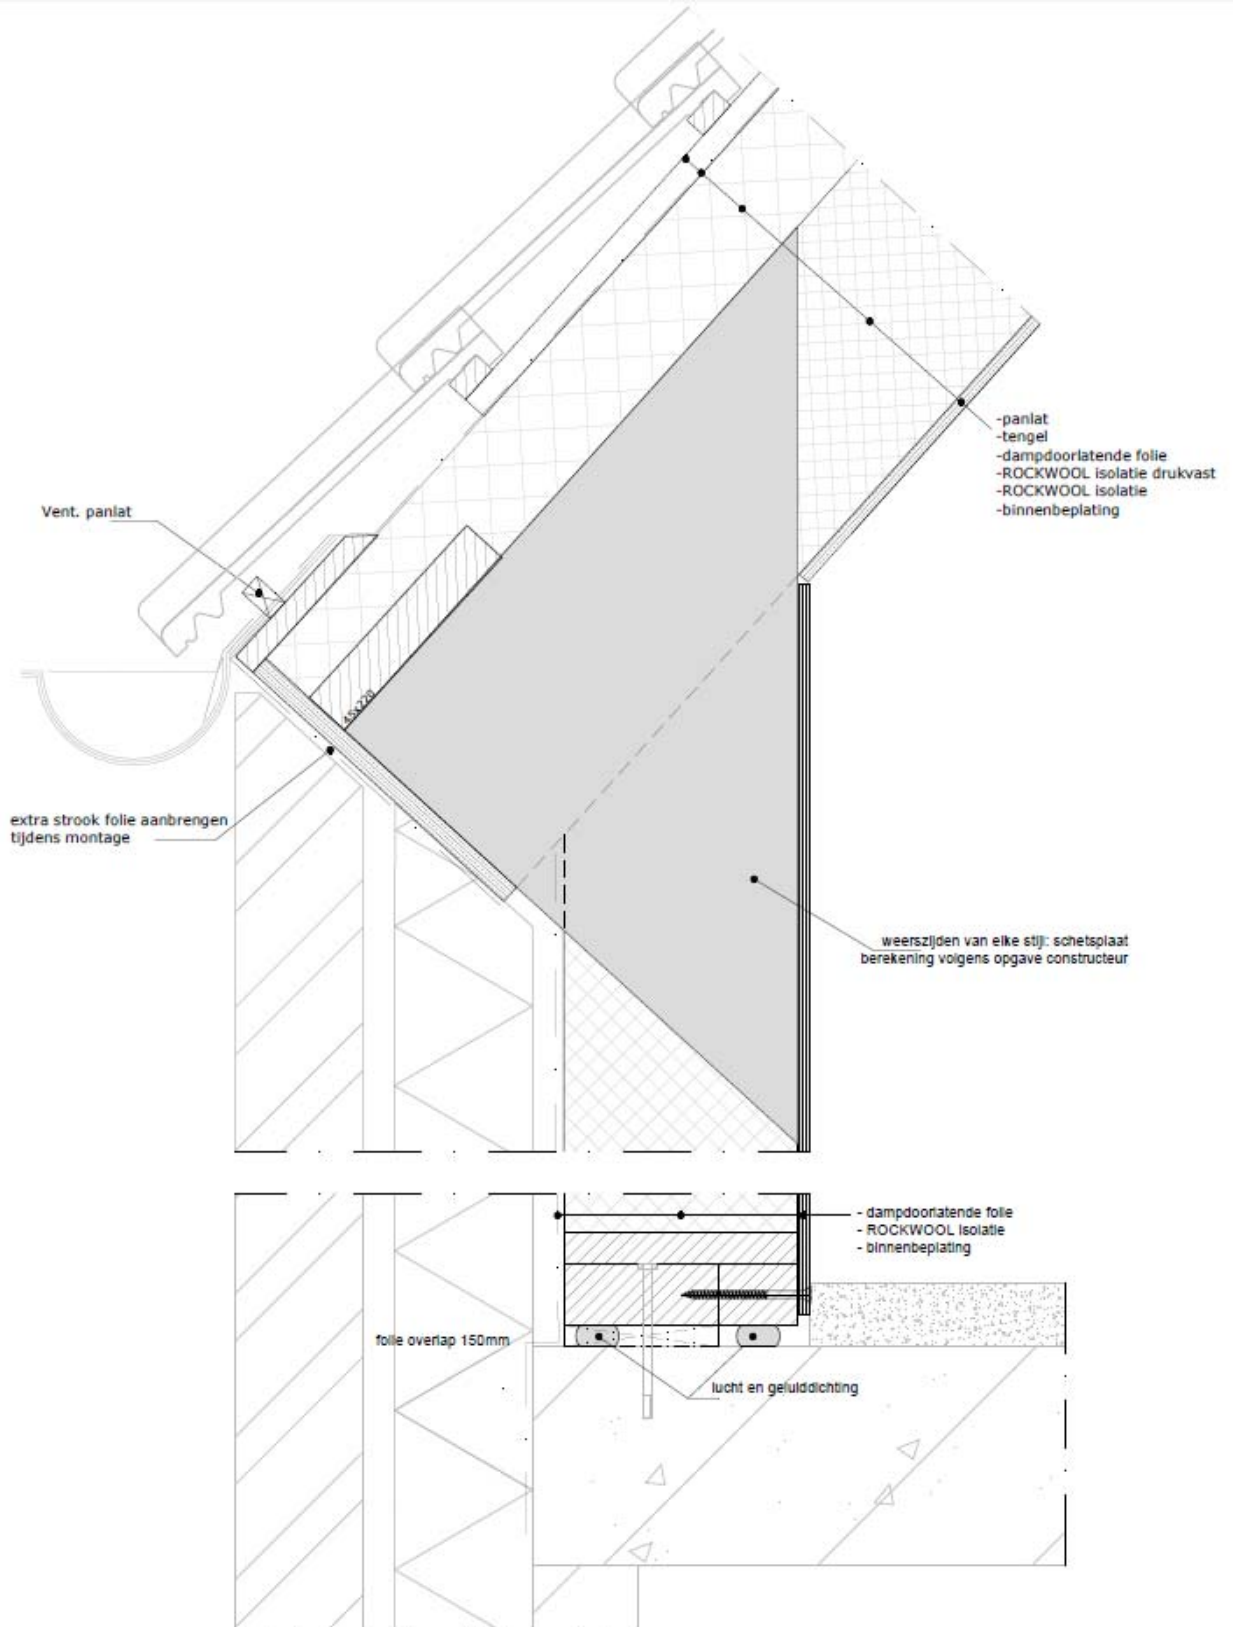 -panlat
-tengel
-dampdoorlatende folie
-ROCKWOOL isolatie drukvast
-ROCKWOOL isolatie
-binnenbeplating
Vent. panlat
45x220
extra strook folie aanbrengen
tijdens montage
weerszijden van elke stijl: schetsplaat
berekening volgens opgave constructeur
- dampdoorlatende folie
- ROCKWOOL isolatie
- binnenbeplating
folie overlap 150mm
lucht en geluiddichting